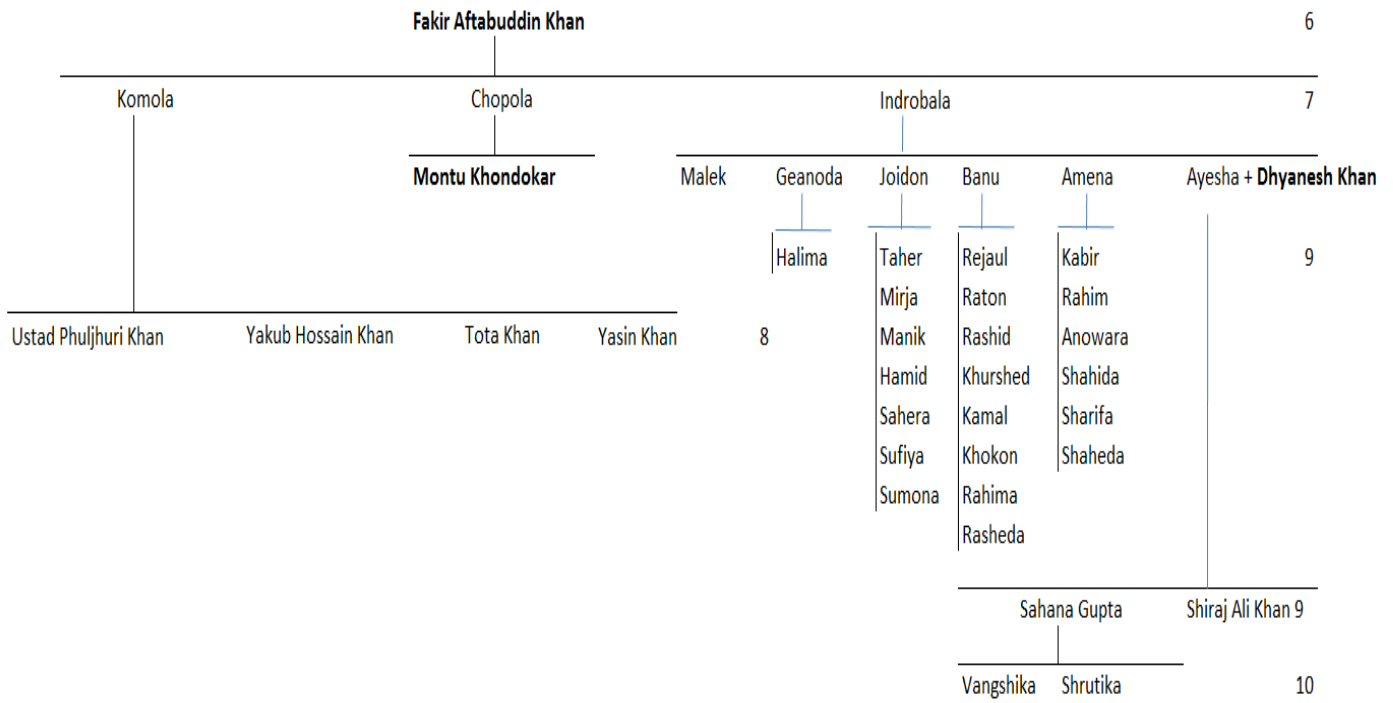 Fakir Aftabuddin Khan 6
Komola Chopola Indrobala 7
Montu Khondokar Malek Geanoda Joidon Banu Amena Ayesha + Dhyanesh Khan
Halima Taher Rejaul Kabir 9
Mirja Raton Rahim
Ustad Phuljhuri Khan Yakub Hossain Khan Tota Khan Yasin Khan 8 Manik Rashid Anowara
Hamid Khurshed Shahida
Sahera Kamal Sharifa
Sufiya Khokon Shaheda
Sumona Rahima
Rasheda
Sahana Gupta Shiraj Ali Khan 9
Vangshika Shrutika 10